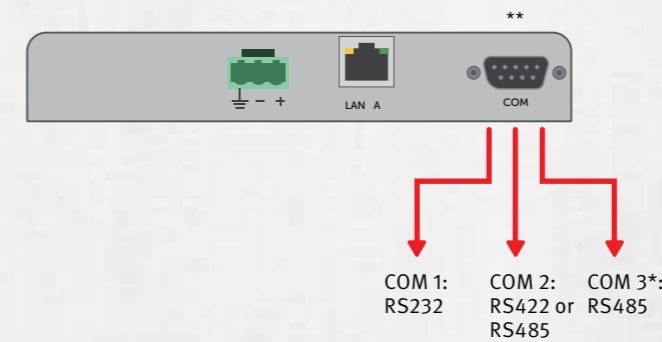 **
- +
LAN A
COM
COM 1:
RS232
COM 2:
RS422 or
RS485
COM 3*:
RS485